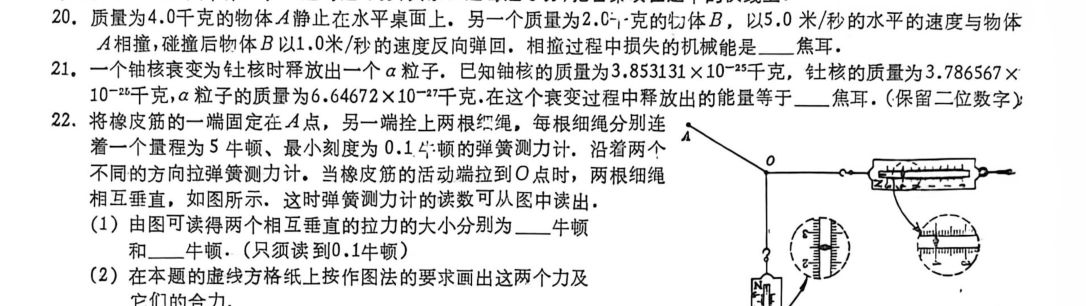 20. 质量为4.0千克的物体A静止在水平桌面上. 另一个质量为2.0千克的物体B, 以5.0米/秒的水平的速度与物体
A相撞,碰撞后物体B以1.0米/秒的速度反向弹回. 相撞过程中损失的机械能是____焦耳.
21. 一个铀核衰变为钍核时释放出一个α粒子. 已知铀核的质量为3.853131×10⁻²⁵千克, 钍核的质量为3.786567×
10⁻²⁵千克,α粒子的质量为6.64672×10⁻²⁷千克.在这个衰变过程中释放出的能量等于____焦耳.(保留二位数字)
22. 将橡皮筋的一端固定在A点, 另一端拴上两根细绳, 每根细绳分别连
着一个量程为5牛顿、最小刻度为0.1牛顿的弹簧测力计. 沿着两个
不同的方向拉弹簧测力计. 当橡皮筋的活动端拉到O点时, 两根细绳
相互垂直, 如图所示. 这时弹簧测力计的读数可从图中读出.
(1) 由图可读得两个相互垂直的拉力的大小分别为____牛顿
和____牛顿. (只须读到0.1牛顿)
(2) 在本题的虚线方格纸上按作图法的要求画出这两个力及
它们的合力.
A
O
N
3
2
N